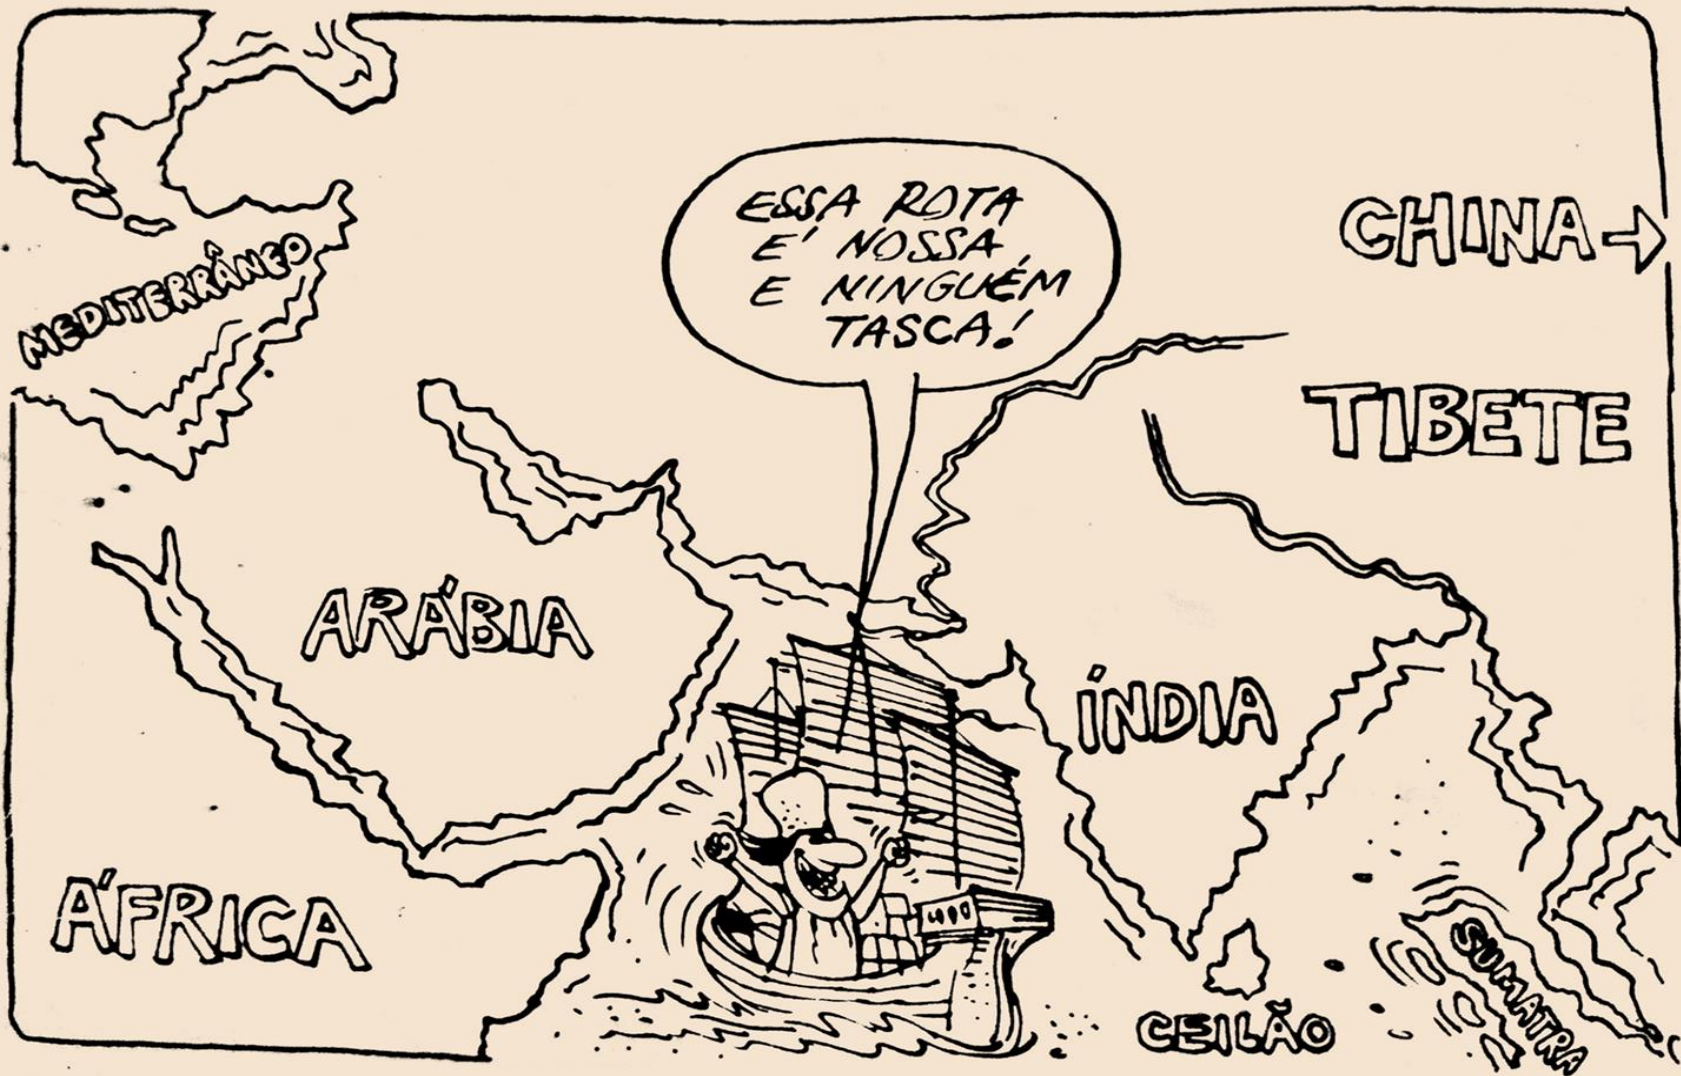 ESSA ROTA
É NOSSA
E NINGUÉM
TASCA!
CHINA →
MEDITERRÂNEO
TIBETE
ARÁBIA
ÍNDIA
ÁFRICA
SUMATRA
CEILÃO